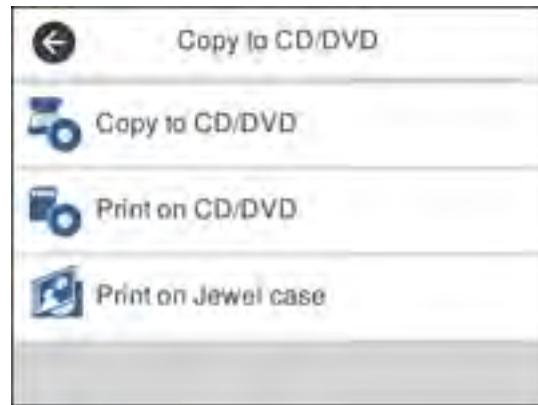 Copy to CD/DVD
Copy to CD/DVD
Print on CD/DVD
Print on Jewel case